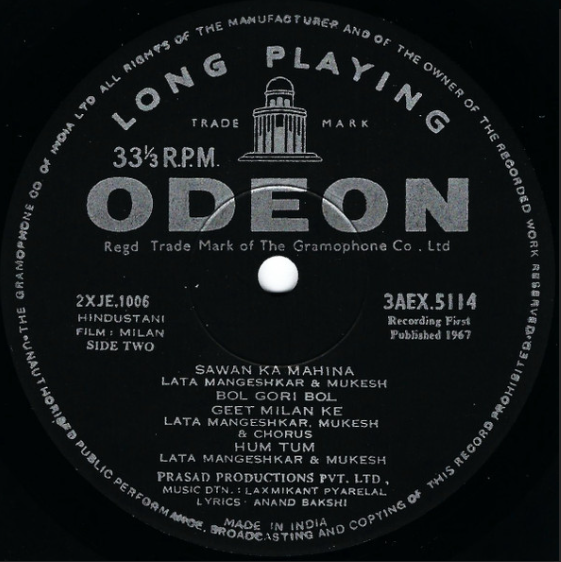 UNAUTHORISED PUBLIC PERFORMANCE, BROADCASTING AND COPYING OF THIS RECORD PROHIBITED•THE GRAMOPHONE CO OF INDIA LTD ALL RIGHTS OF THE MANUFACTURER AND OF THE OWNER OF THE RECORDED WORK RESERVED•
LONG PLAYING
TRADE MARK
33⅓ R.P.M.
ODEON
Regd Trade Mark of The Gramophone Co. Ltd
2XJE.1006 3AEX.5114
HINDUSTANI Recording First
FILM : MILAN Published 1967
SIDE TWO
SAWAN KA MAHINA
LATA MANGESHKAR & MUKESH
BOL GORI BOL
GEET MILAN KE
LATA MANGESHKAR, MUKESH
& CHORUS
HUM TUM
LATA MANGESHKAR & MUKESH
PRASAD PRODUCTIONS PVT. LTD,
MUSIC DTN. : LAXMIKANT PYARELAL
LYRICS - ANAND BAKSHI
MADE IN INDIA